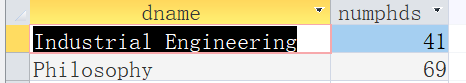 dname numphds
Industrial Engineering 41
Philosophy 69